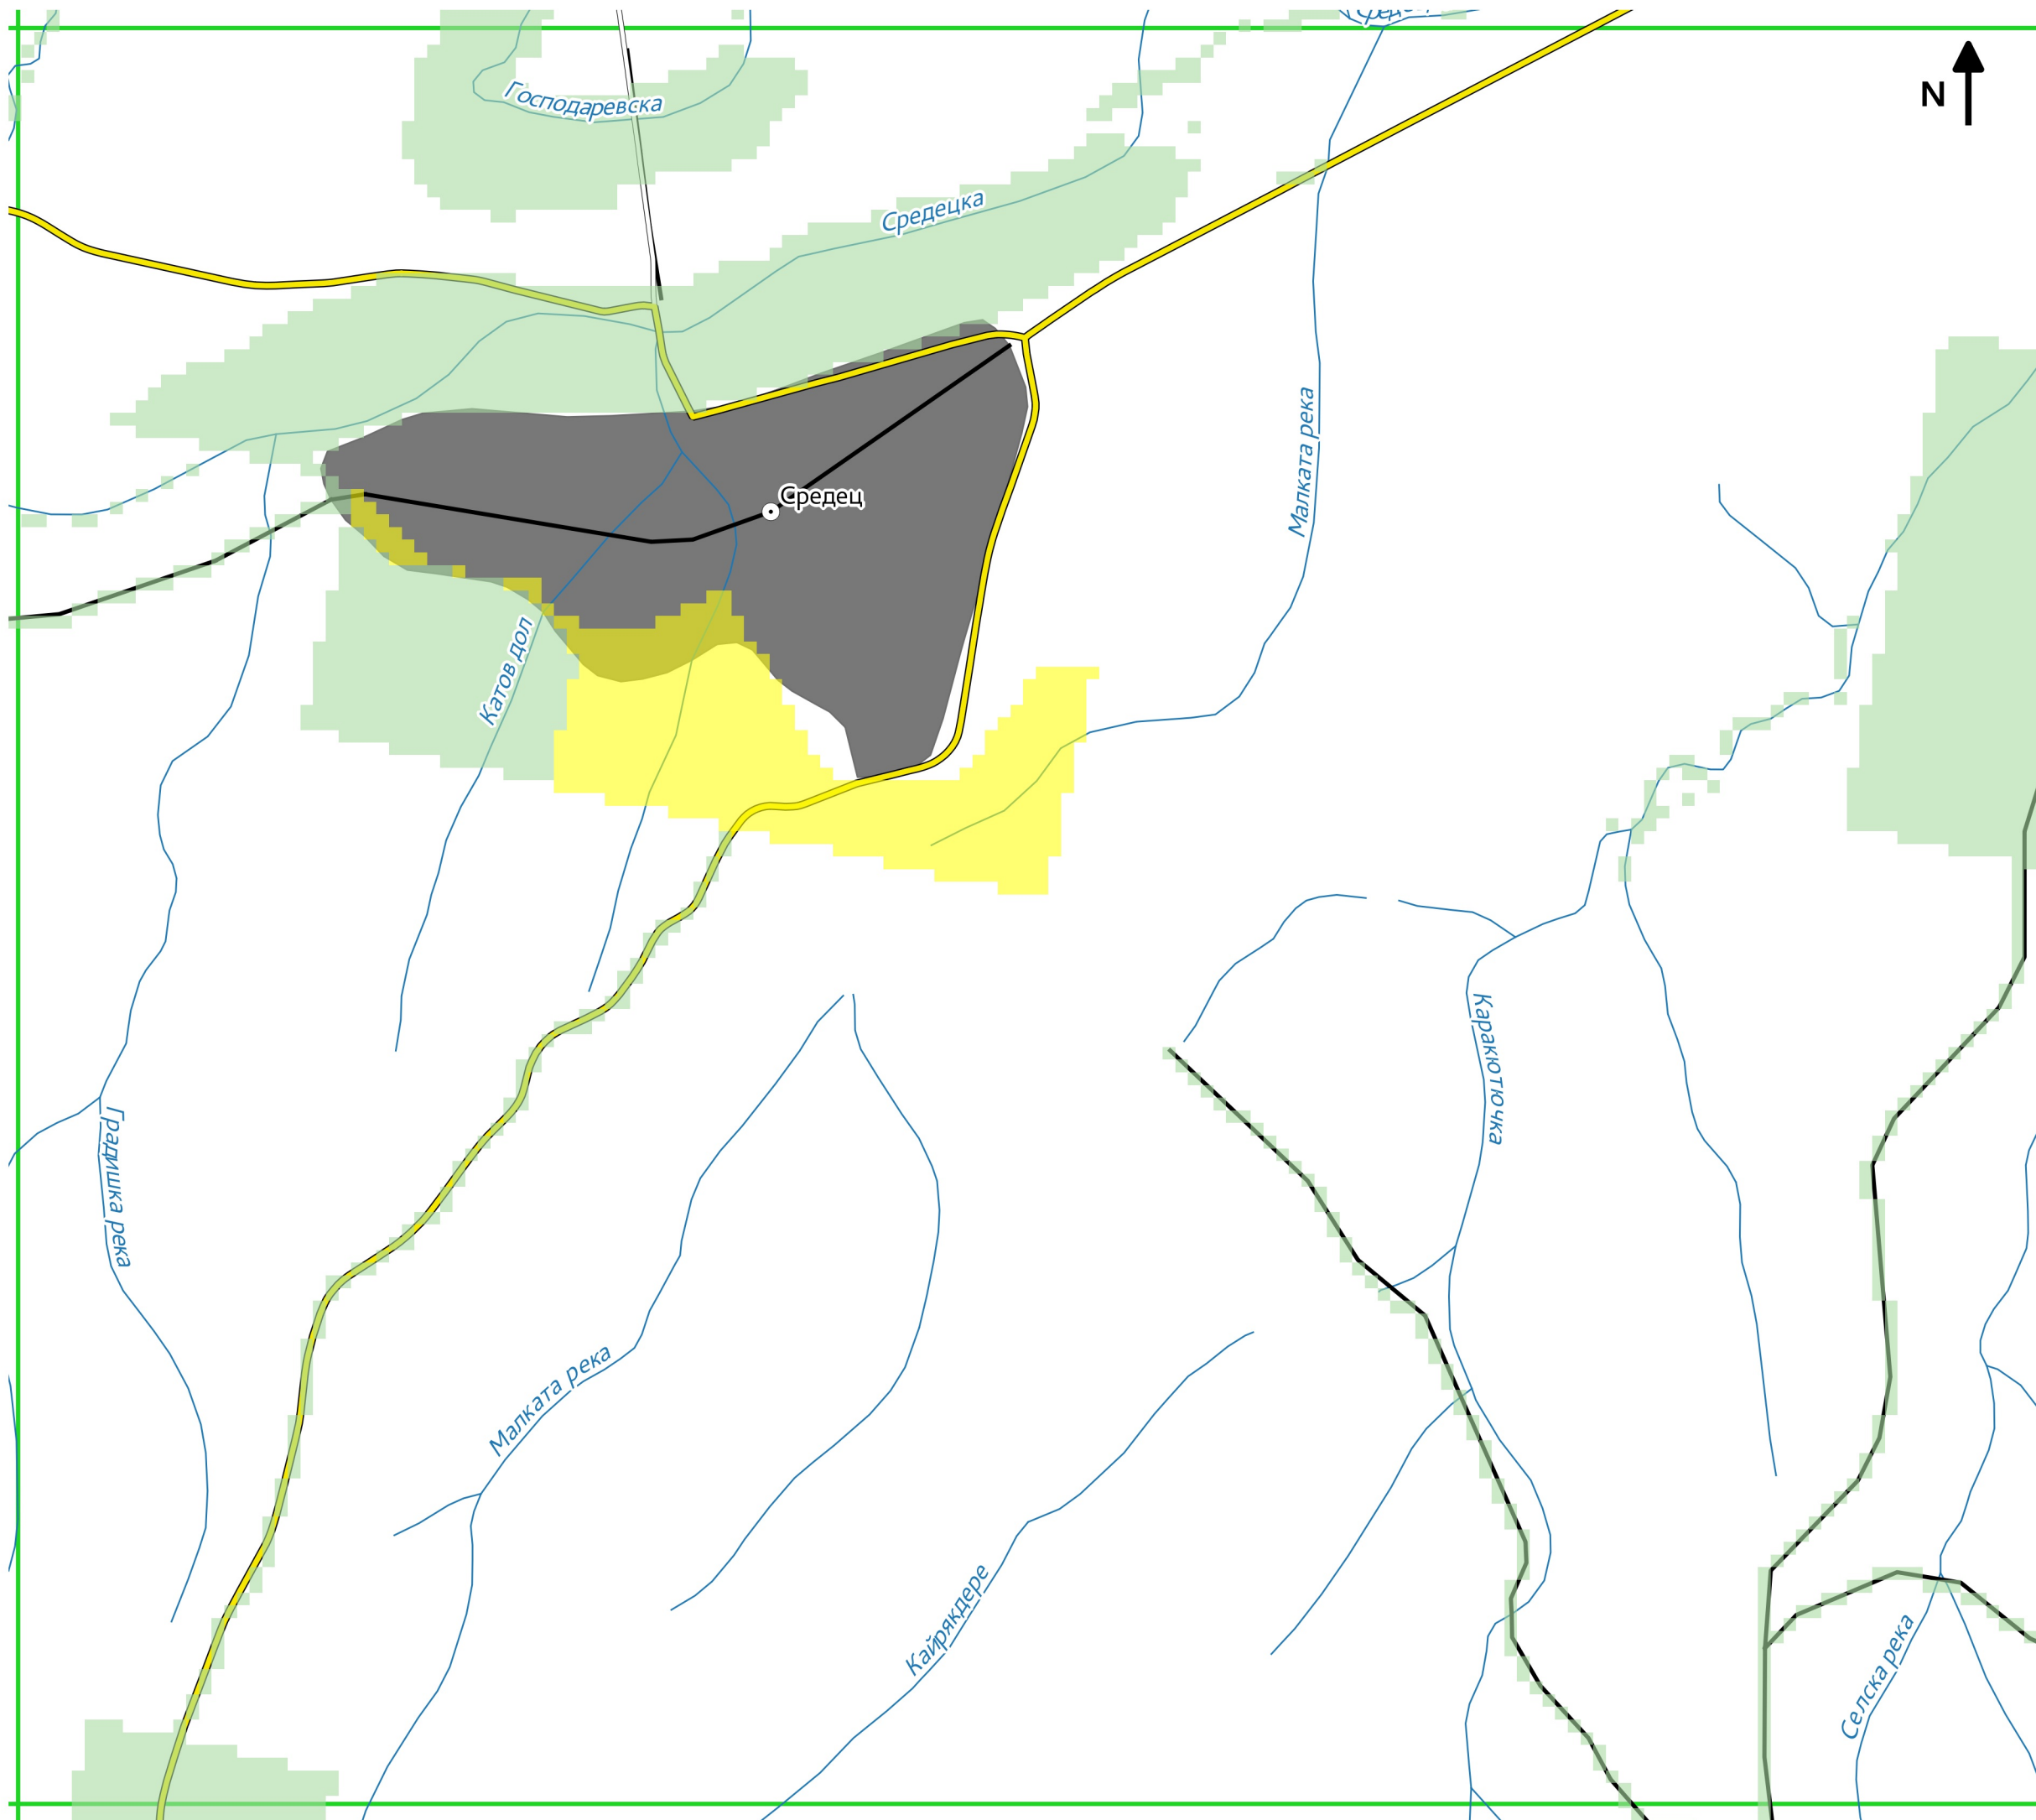 N
Господаревска
Средецка
Малката река
Средец
Катов дол
Каракютючка
Градишка река
Малката река
Кайрякдере
Селска река